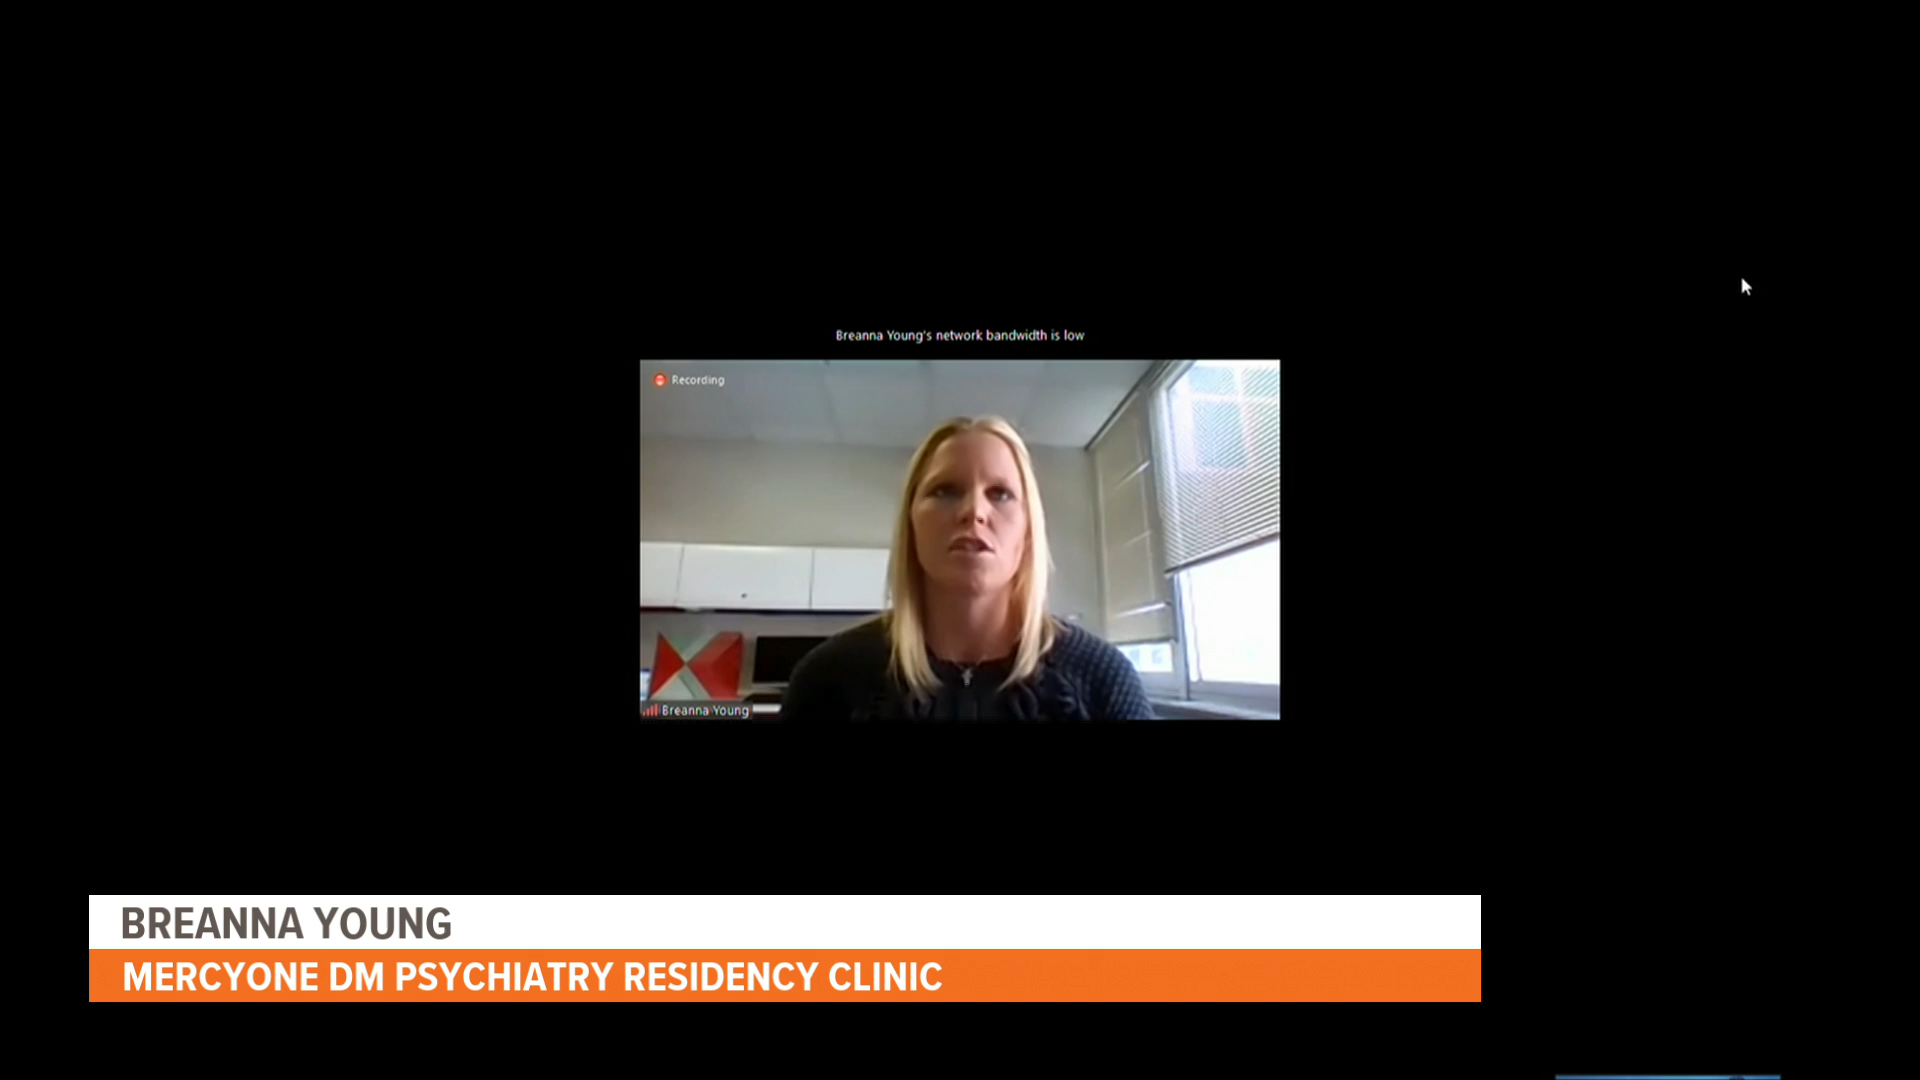 Breanna Young's network bandwidth is low
Recording
Breanna Young
BREANNA YOUNG
MERCYONE DM PSYCHIATRY RESIDENCY CLINIC